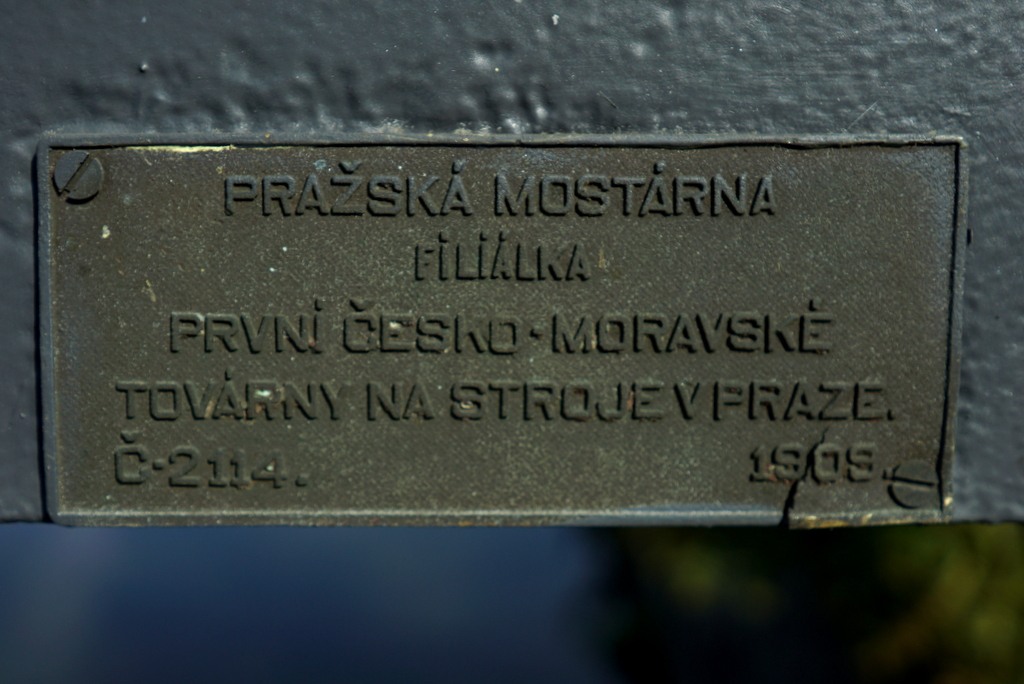 PRAŽSKÁ MOSTÁRNA
FILIÁLKA
PRVNÍ ČESKO·MORAVSKÉ
TOVÁRNY NA STROJE V PRAZE.
Č·2114. 1909.